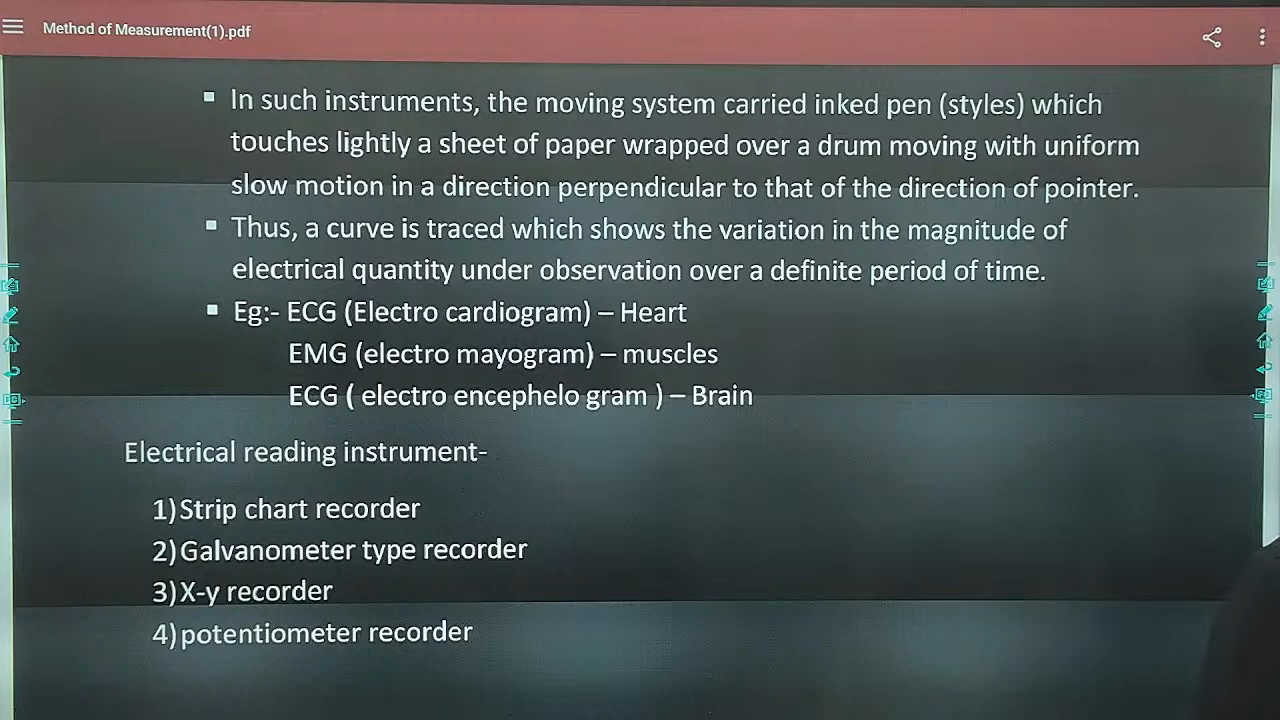 Method of Measurement(1).pdf
▪ In such instruments, the moving system carried inked pen (styles) which
touches lightly a sheet of paper wrapped over a drum moving with uniform
slow motion in a direction perpendicular to that of the direction of pointer.
▪ Thus, a curve is traced which shows the variation in the magnitude of
electrical quantity under observation over a definite period of time.
▪ Eg:- ECG (Electro cardiogram) – Heart
EMG (electro mayogram) – muscles
ECG ( electro encephelo gram ) – Brain
Electrical reading instrument-
1)Strip chart recorder
2)Galvanometer type recorder
3)X-y recorder
4)potentiometer recorder